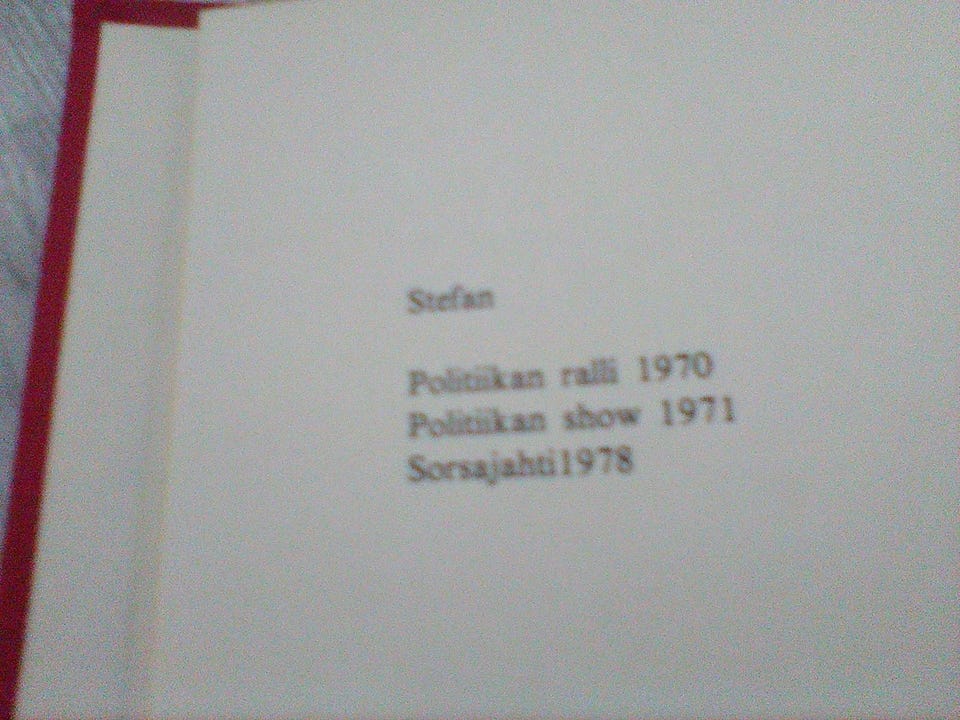 Stefan
Politiikan ralli 1970
Politiikan show 1971
Sorsajahti1978